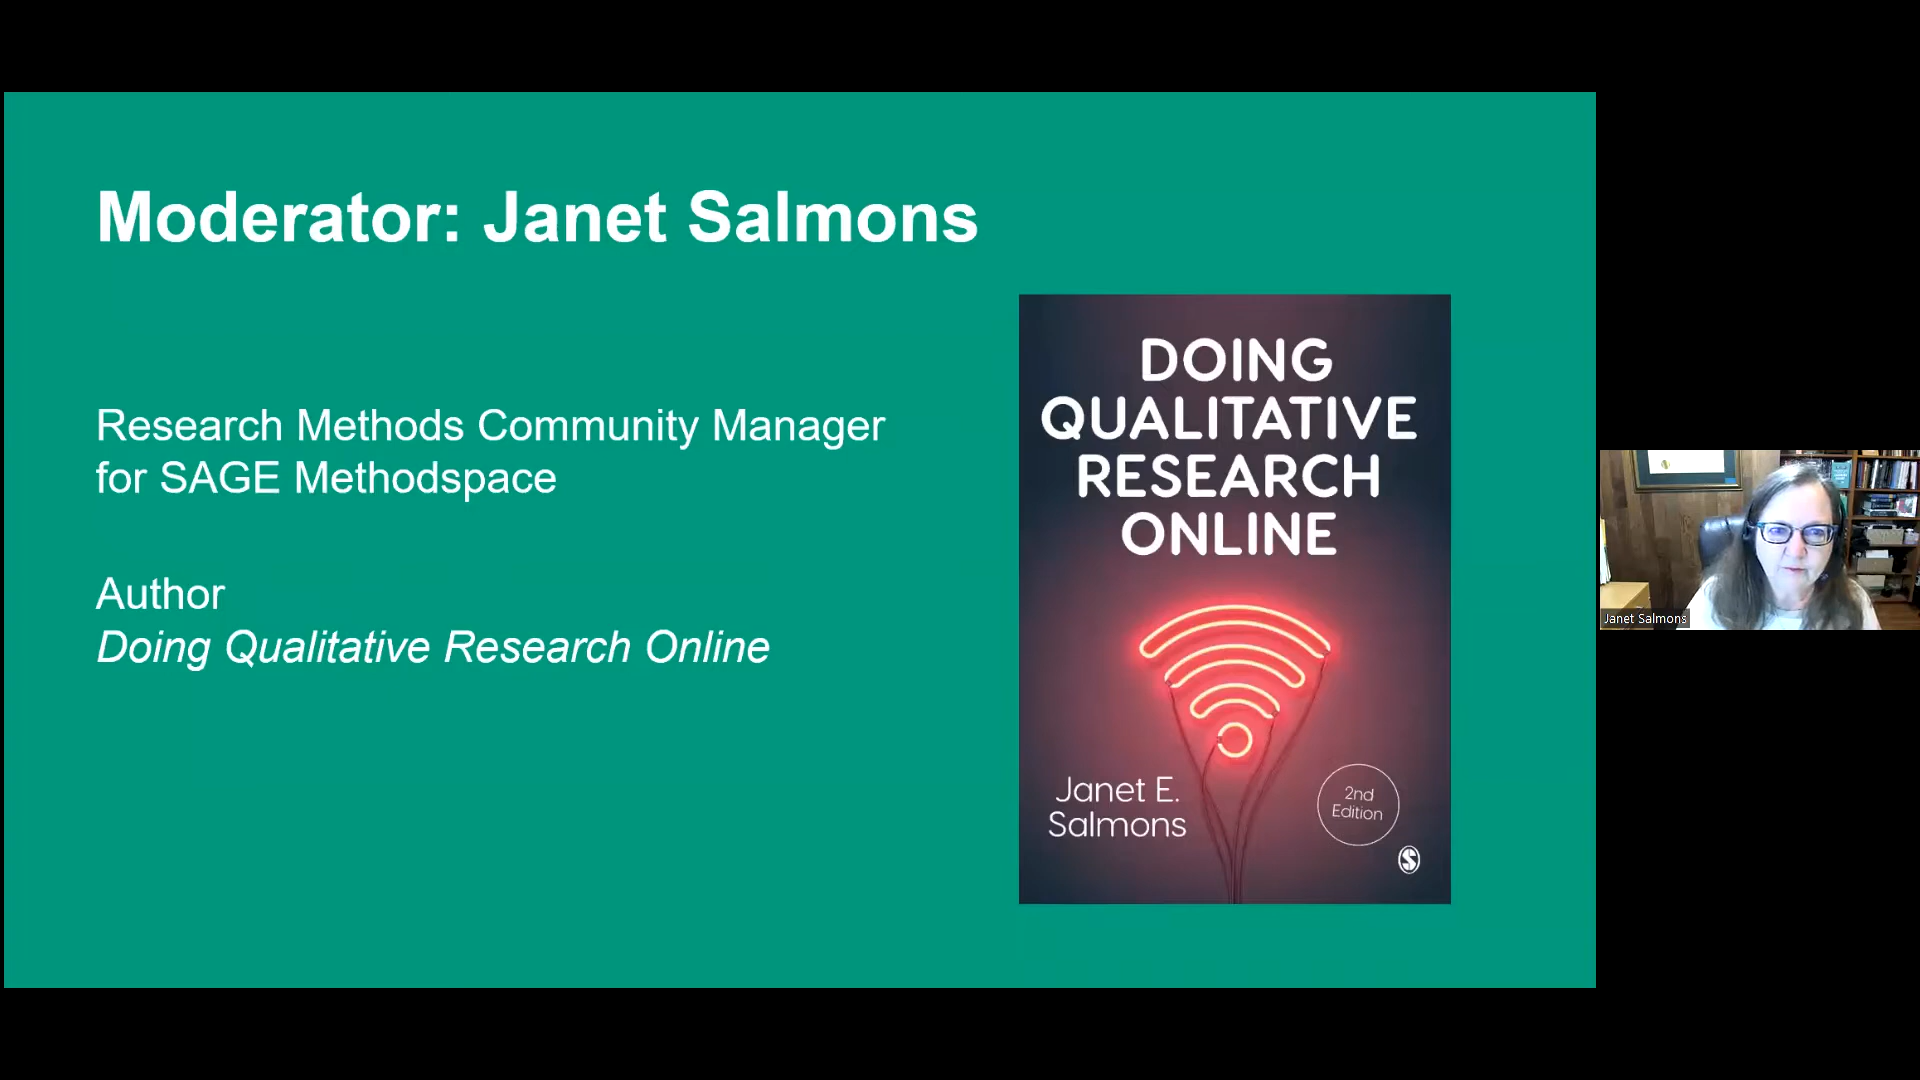 Moderator: Janet Salmons
Research Methods Community Manager
for SAGE Methodspace
Author
Doing Qualitative Research Online
DOING
QUALITATIVE
RESEARCH
ONLINE
Janet E.
Salmons
2nd
Edition
S
Janet Salmons